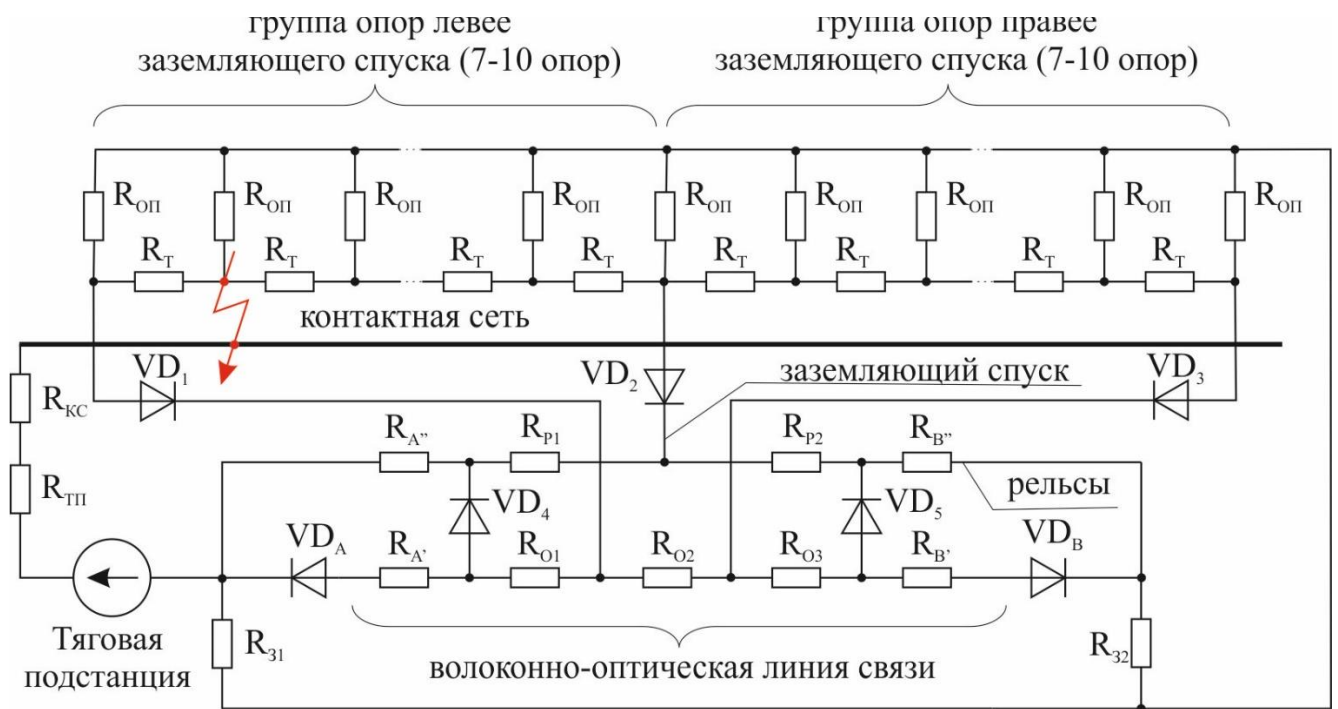 группа опор левее
заземляющего спуска (7-10 опор)
группа опор правее
заземляющего спуска (7-10 опор)
RОП RОП RОП RОП RОП RОП RОП RОП RОП
RТ RТ RТ RТ RТ RТ RТ RТ
контактная сеть
VD1
VD2
заземляющий спуск
VD3
RКС
RА” RР1 RР2 RВ”
рельсы
RТП
VD4
VD5
VDА RА’ RО1 RО2 RО3 RВ’ VDВ
Тяговая
подстанция
RЗ1
волоконно-оптическая линия связи
RЗ2